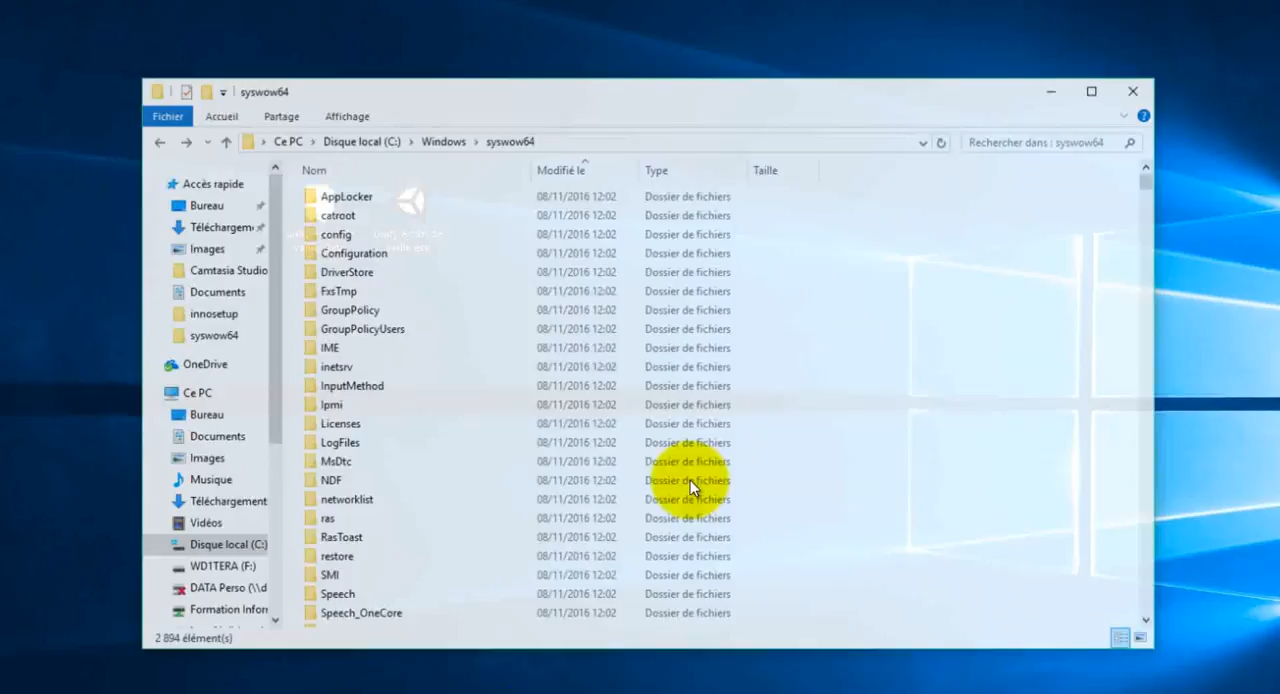 syswow64
Fichier Accueil Partage Affichage
Ce PC > Disque local (C:) > Windows > syswow64
Rechercher dans : syswow64
Accès rapide
Bureau
Téléchargem
Images
Camtasia Studio
Documents
innosetup
syswow64
OneDrive
Ce PC
Bureau
Documents
Images
Musique
Téléchargement
Vidéos
Disque local (C:)
WD1TERA (F:)
DATA Perso (\\d
Formation Infor
Nom Modifié le Type Taille
AppLocker 08/11/2016 12:02 Dossier de fichiers
catroot 08/11/2016 12:02 Dossier de fichiers
config 08/11/2016 12:02 Dossier de fichiers
Configuration 08/11/2016 12:02 Dossier de fichiers
DriverStore 08/11/2016 12:02 Dossier de fichiers
FxsTmp 08/11/2016 12:02 Dossier de fichiers
GroupPolicy 08/11/2016 12:02 Dossier de fichiers
GroupPolicyUsers 08/11/2016 12:02 Dossier de fichiers
IME 08/11/2016 12:02 Dossier de fichiers
inetsrv 08/11/2016 12:02 Dossier de fichiers
InputMethod 08/11/2016 12:02 Dossier de fichiers
Ipmi 08/11/2016 12:02 Dossier de fichiers
Licenses 08/11/2016 12:02 Dossier de fichiers
LogFiles 08/11/2016 12:02 Dossier de fichiers
MsDtc 08/11/2016 12:02 Dossier de fichiers
NDF 08/11/2016 12:02 Dossier de fichiers
networklist 08/11/2016 12:02 Dossier de fichiers
ras 08/11/2016 12:02 Dossier de fichiers
RasToast 08/11/2016 12:02 Dossier de fichiers
restore 08/11/2016 12:02 Dossier de fichiers
SMI 08/11/2016 12:02 Dossier de fichiers
Speech 08/11/2016 12:02 Dossier de fichiers
Speech_OneCore 08/11/2016 12:02 Dossier de fichiers
2 894 élément(s)